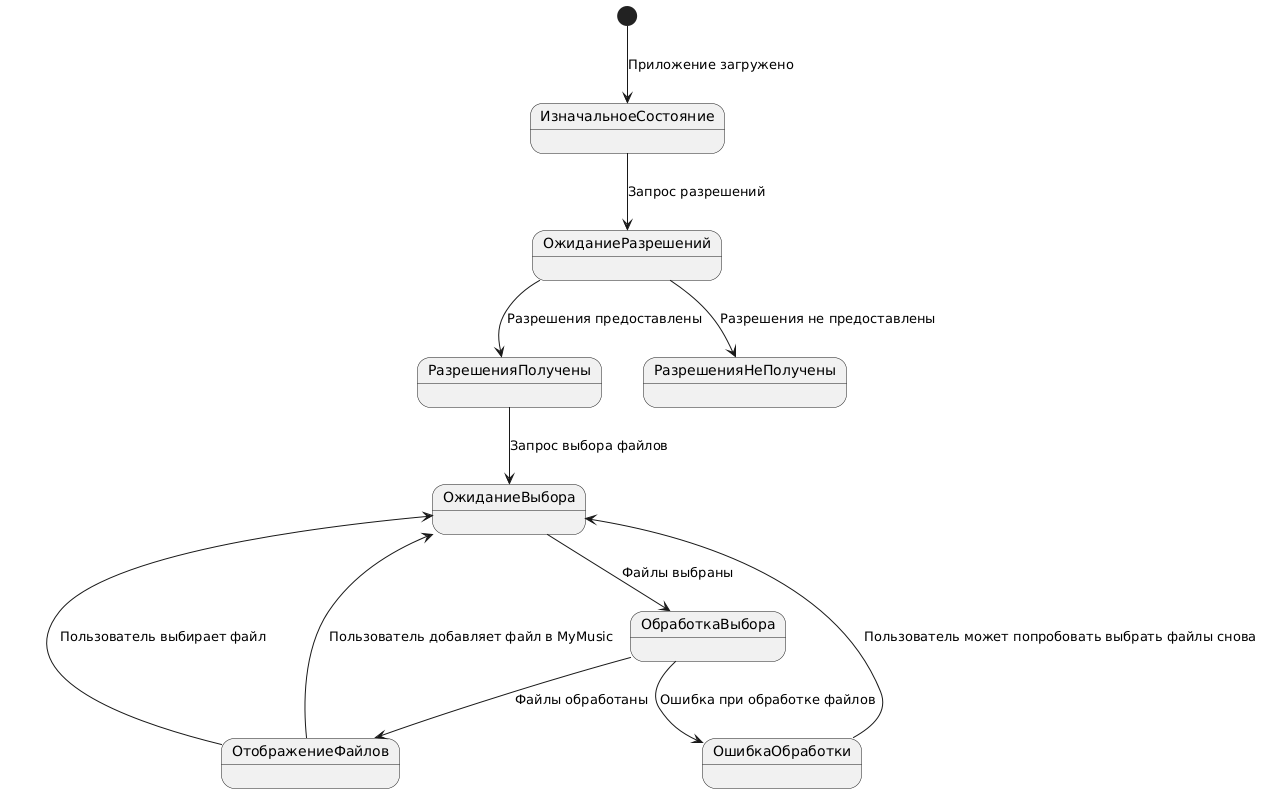 Приложение загружено
ИзначальноеСостояние
Запрос разрешений
ОжиданиеРазрешений
Разрешения предоставлены
Разрешения не предоставлены
РазрешенияПолучены
РазрешенияНеПолучены
Запрос выбора файлов
ОжиданиеВыбора
Файлы выбраны
ОбработкаВыбора
Пользователь выбирает файл
Пользователь добавляет файл в MyMusic
Пользователь может попробовать выбрать файлы снова
Файлы обработаны
Ошибка при обработке файлов
ОтображениеФайлов
ОшибкаОбработки